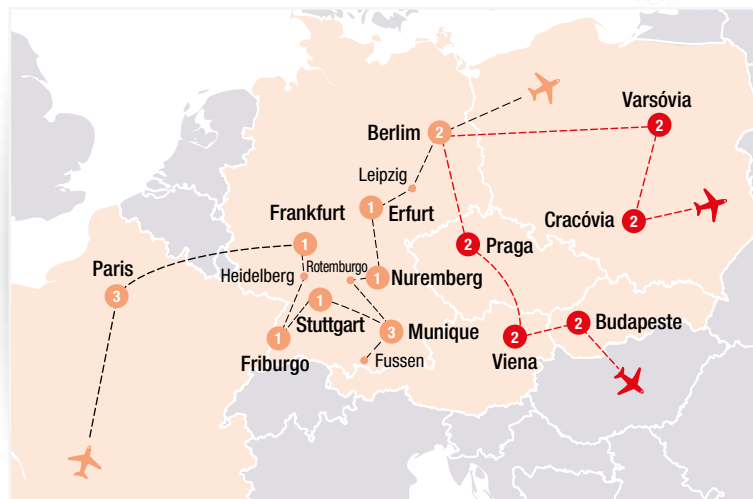 Varsóvia
2
Berlim
2
Leipzig
1
Erfurt
Cracóvia
2
Frankfurt
1
Praga
2
Paris
3
Heidelberg
Rotemburgo
1
Nuremberg
1
Stuttgart
Friburgo
1
3
Munique
Fussen
Viena
2
2
Budapeste